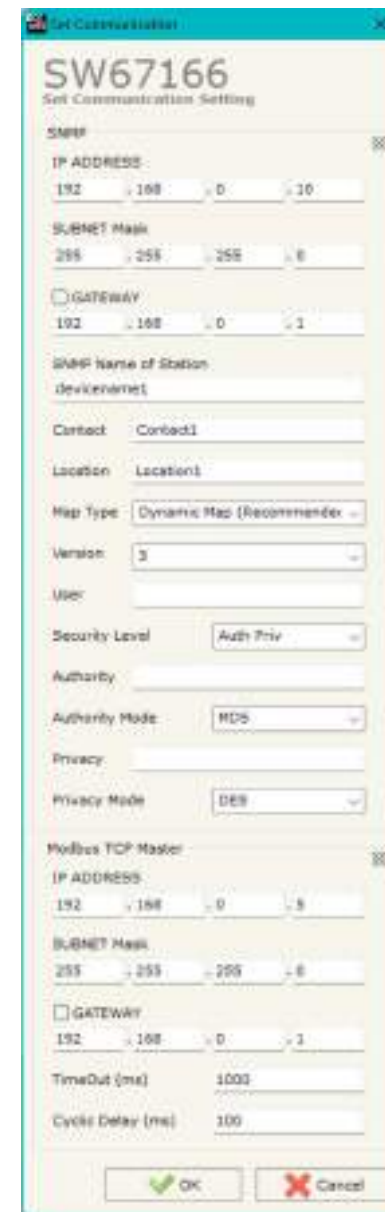 Set Communication
SW67166
Set Communication Setting
SNMP
IP ADDRESS
192 . 168 . 0 . 10
SUBNET Mask
255 . 255 . 255 . 0
GATEWAY
192 . 168 . 0 . 1
SNMP Name of Station
devicename1
Contact Contact1
Location Location1
Map Type Dynamic Map (Recommender
Version 3
User
Security Level Auth Priv
Authority
Authority Mode MD5
Privacy
Privacy Mode DES
Modbus TCP Master
IP ADDRESS
192 . 168 . 0 . 5
SUBNET Mask
255 . 255 . 255 . 0
GATEWAY
192 . 168 . 0 . 1
TimeOut (ms) 1000
Cyclic Delay (ms) 100
OK Cancel